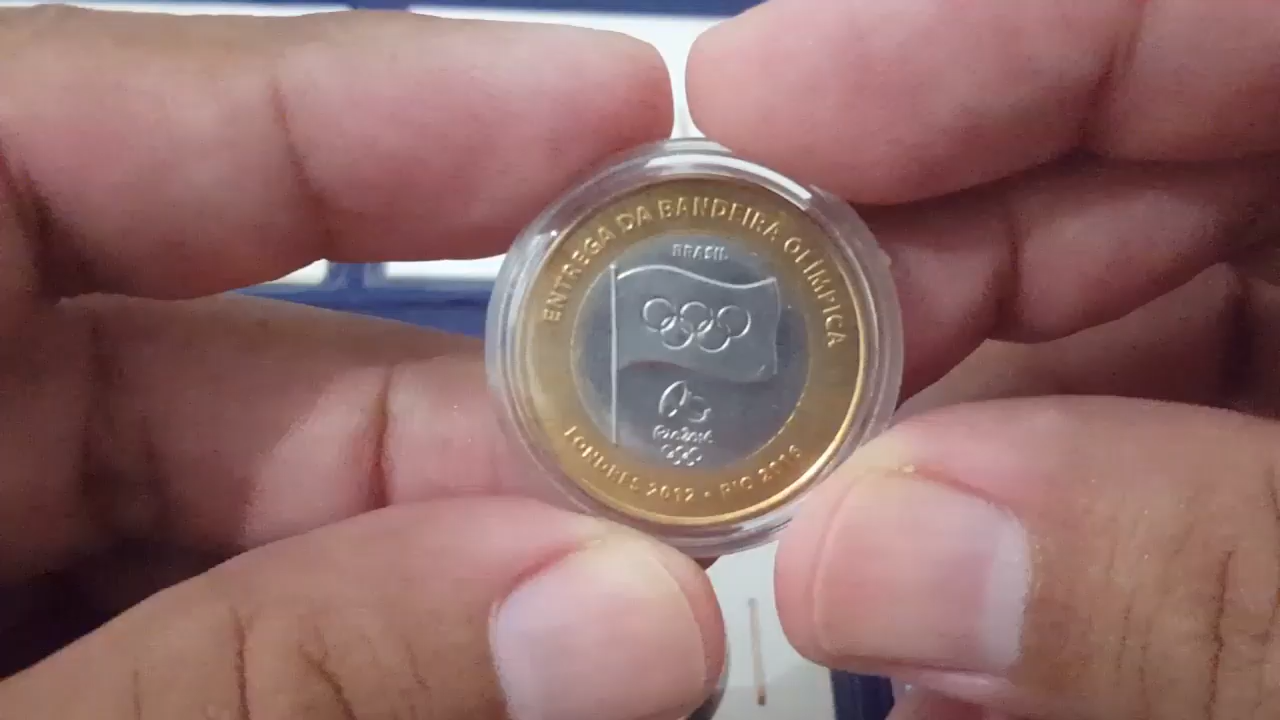 ENTREGA DA BANDEIRA OLÍMPICA
BRASIL
Rio2016
LONDRES 2012 • RIO 2016